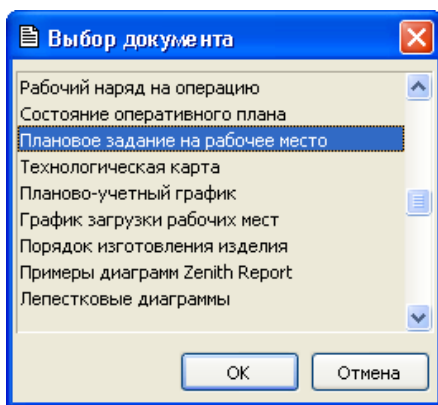 Выбор документа
Рабочий наряд на операцию
Состояние оперативного плана
Плановое задание на рабочее место
Технологическая карта
Планово-учетный график
График загрузки рабочих мест
Порядок изготовления изделия
Примеры диаграмм Zenith Report
Лепестковые диаграммы
ОК Отмена